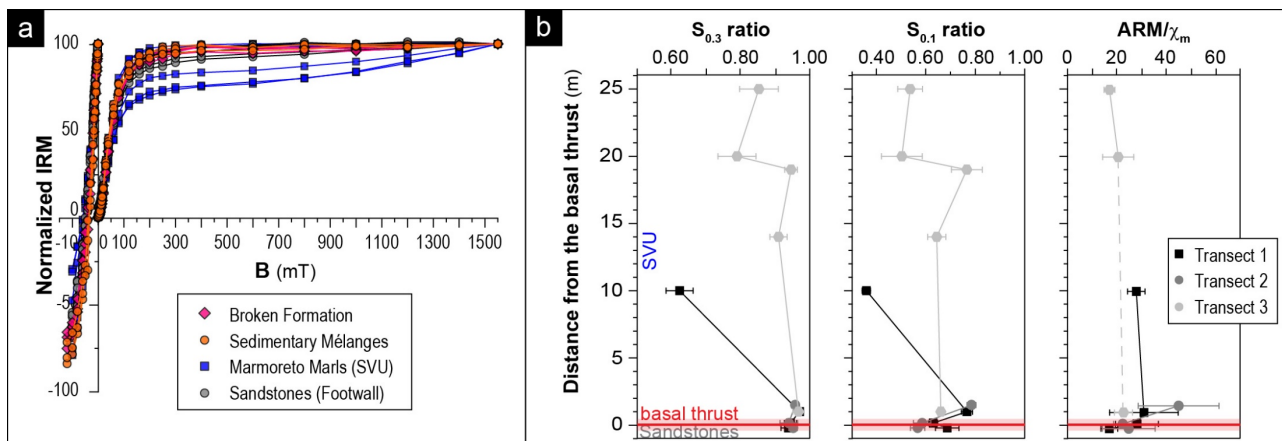 a
Normalized IRM
100
50
0
-50
-100
-100 0 100 300 500 700 900 1100 1300 1500
B (mT)
Broken Formation
Sedimentary Mélanges
Marmoreto Marls (SVU)
Sandstones (Footwall)
b
S0.3 ratio
0.60 0.80 1.00
S0.1 ratio
0.40 0.60 0.80 1.00
ARM/χm
0 20 40 60
Distance from the basal thrust (m)
25
20
15
10
5
0
SVU
basal thrust
Sandstones
Transect 1
Transect 2
Transect 3